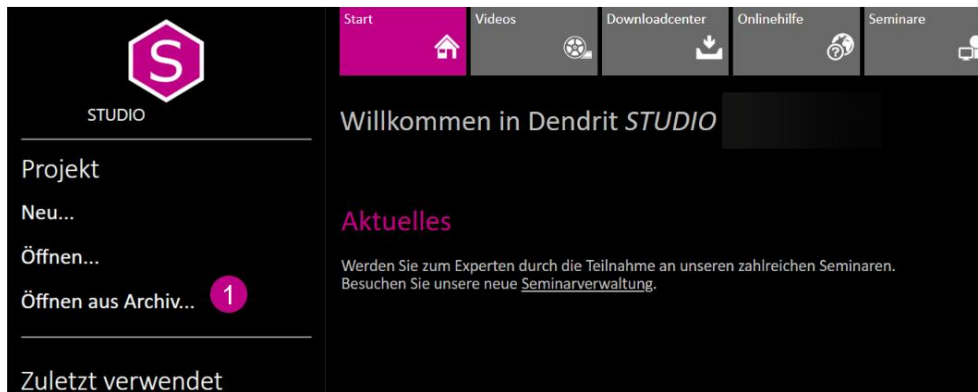 S
STUDIO
Projekt
Neu...
Öffnen...
Öffnen aus Archiv... 1
Zuletzt verwendet
Start Videos Downloadcenter Onlinehilfe Seminare
Willkommen in Dendrit STUDIO
Aktuelles
Werden Sie zum Experten durch die Teilnahme an unseren zahlreichen Seminaren.
Besuchen Sie unsere neue Seminarverwaltung.